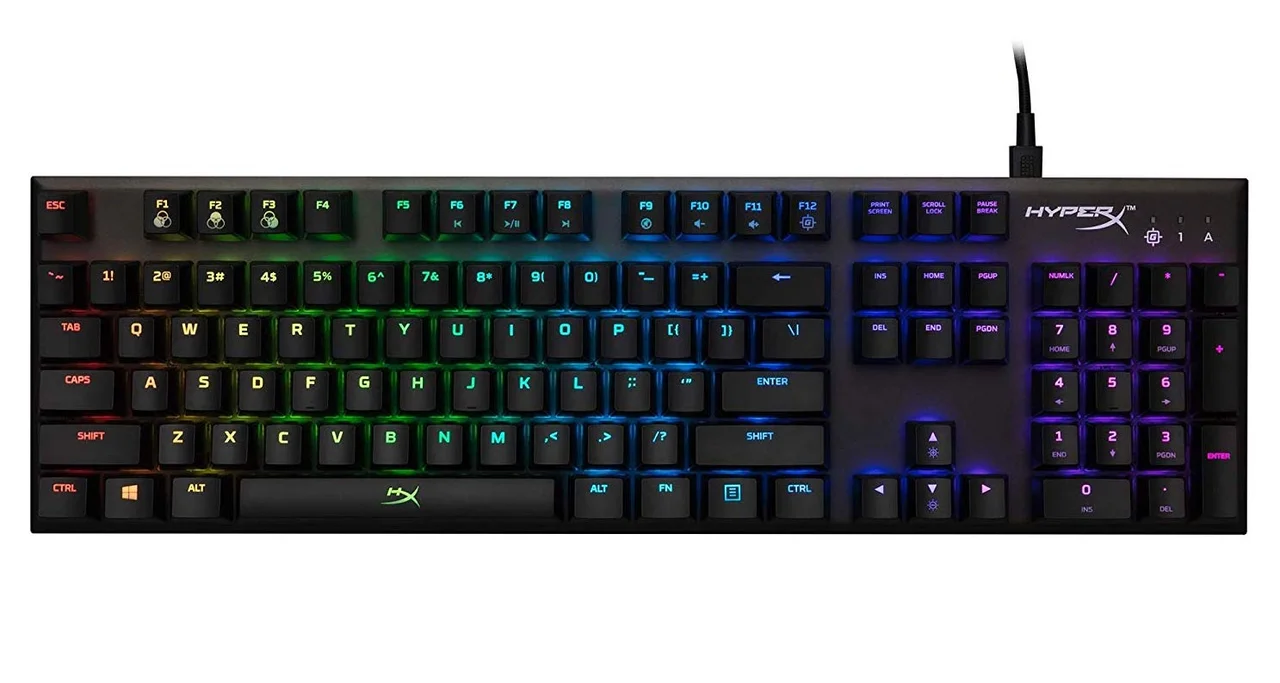 ESC F1 F2 F3 F4 F5 F6 F7 F8 F9 F10 F11 F12 PRINT SCREEN SCROLL LOCK PAUSE BREAK HYPERX™
1 A
`~ 1! 2@ 3# 4$ 5% 6^ 7& 8* 9( 0) -_ =+ ← INS HOME PGUP NUMLK / * -
TAB Q W E R T Y U I O P [{ ]} \| DEL END PGDN 7 HOME 8 ↑ 9 PGUP +
CAPS A S D F G H J K L ;: '" ENTER 4 ← 5 6 →
SHIFT Z X C V B N M ,< .> /? SHIFT ▲ 1 END 2 ↓ 3 PGDN ENTER
CTRL ALT HX ALT FN CTRL ◄ ▼ ► 0 INS . DEL